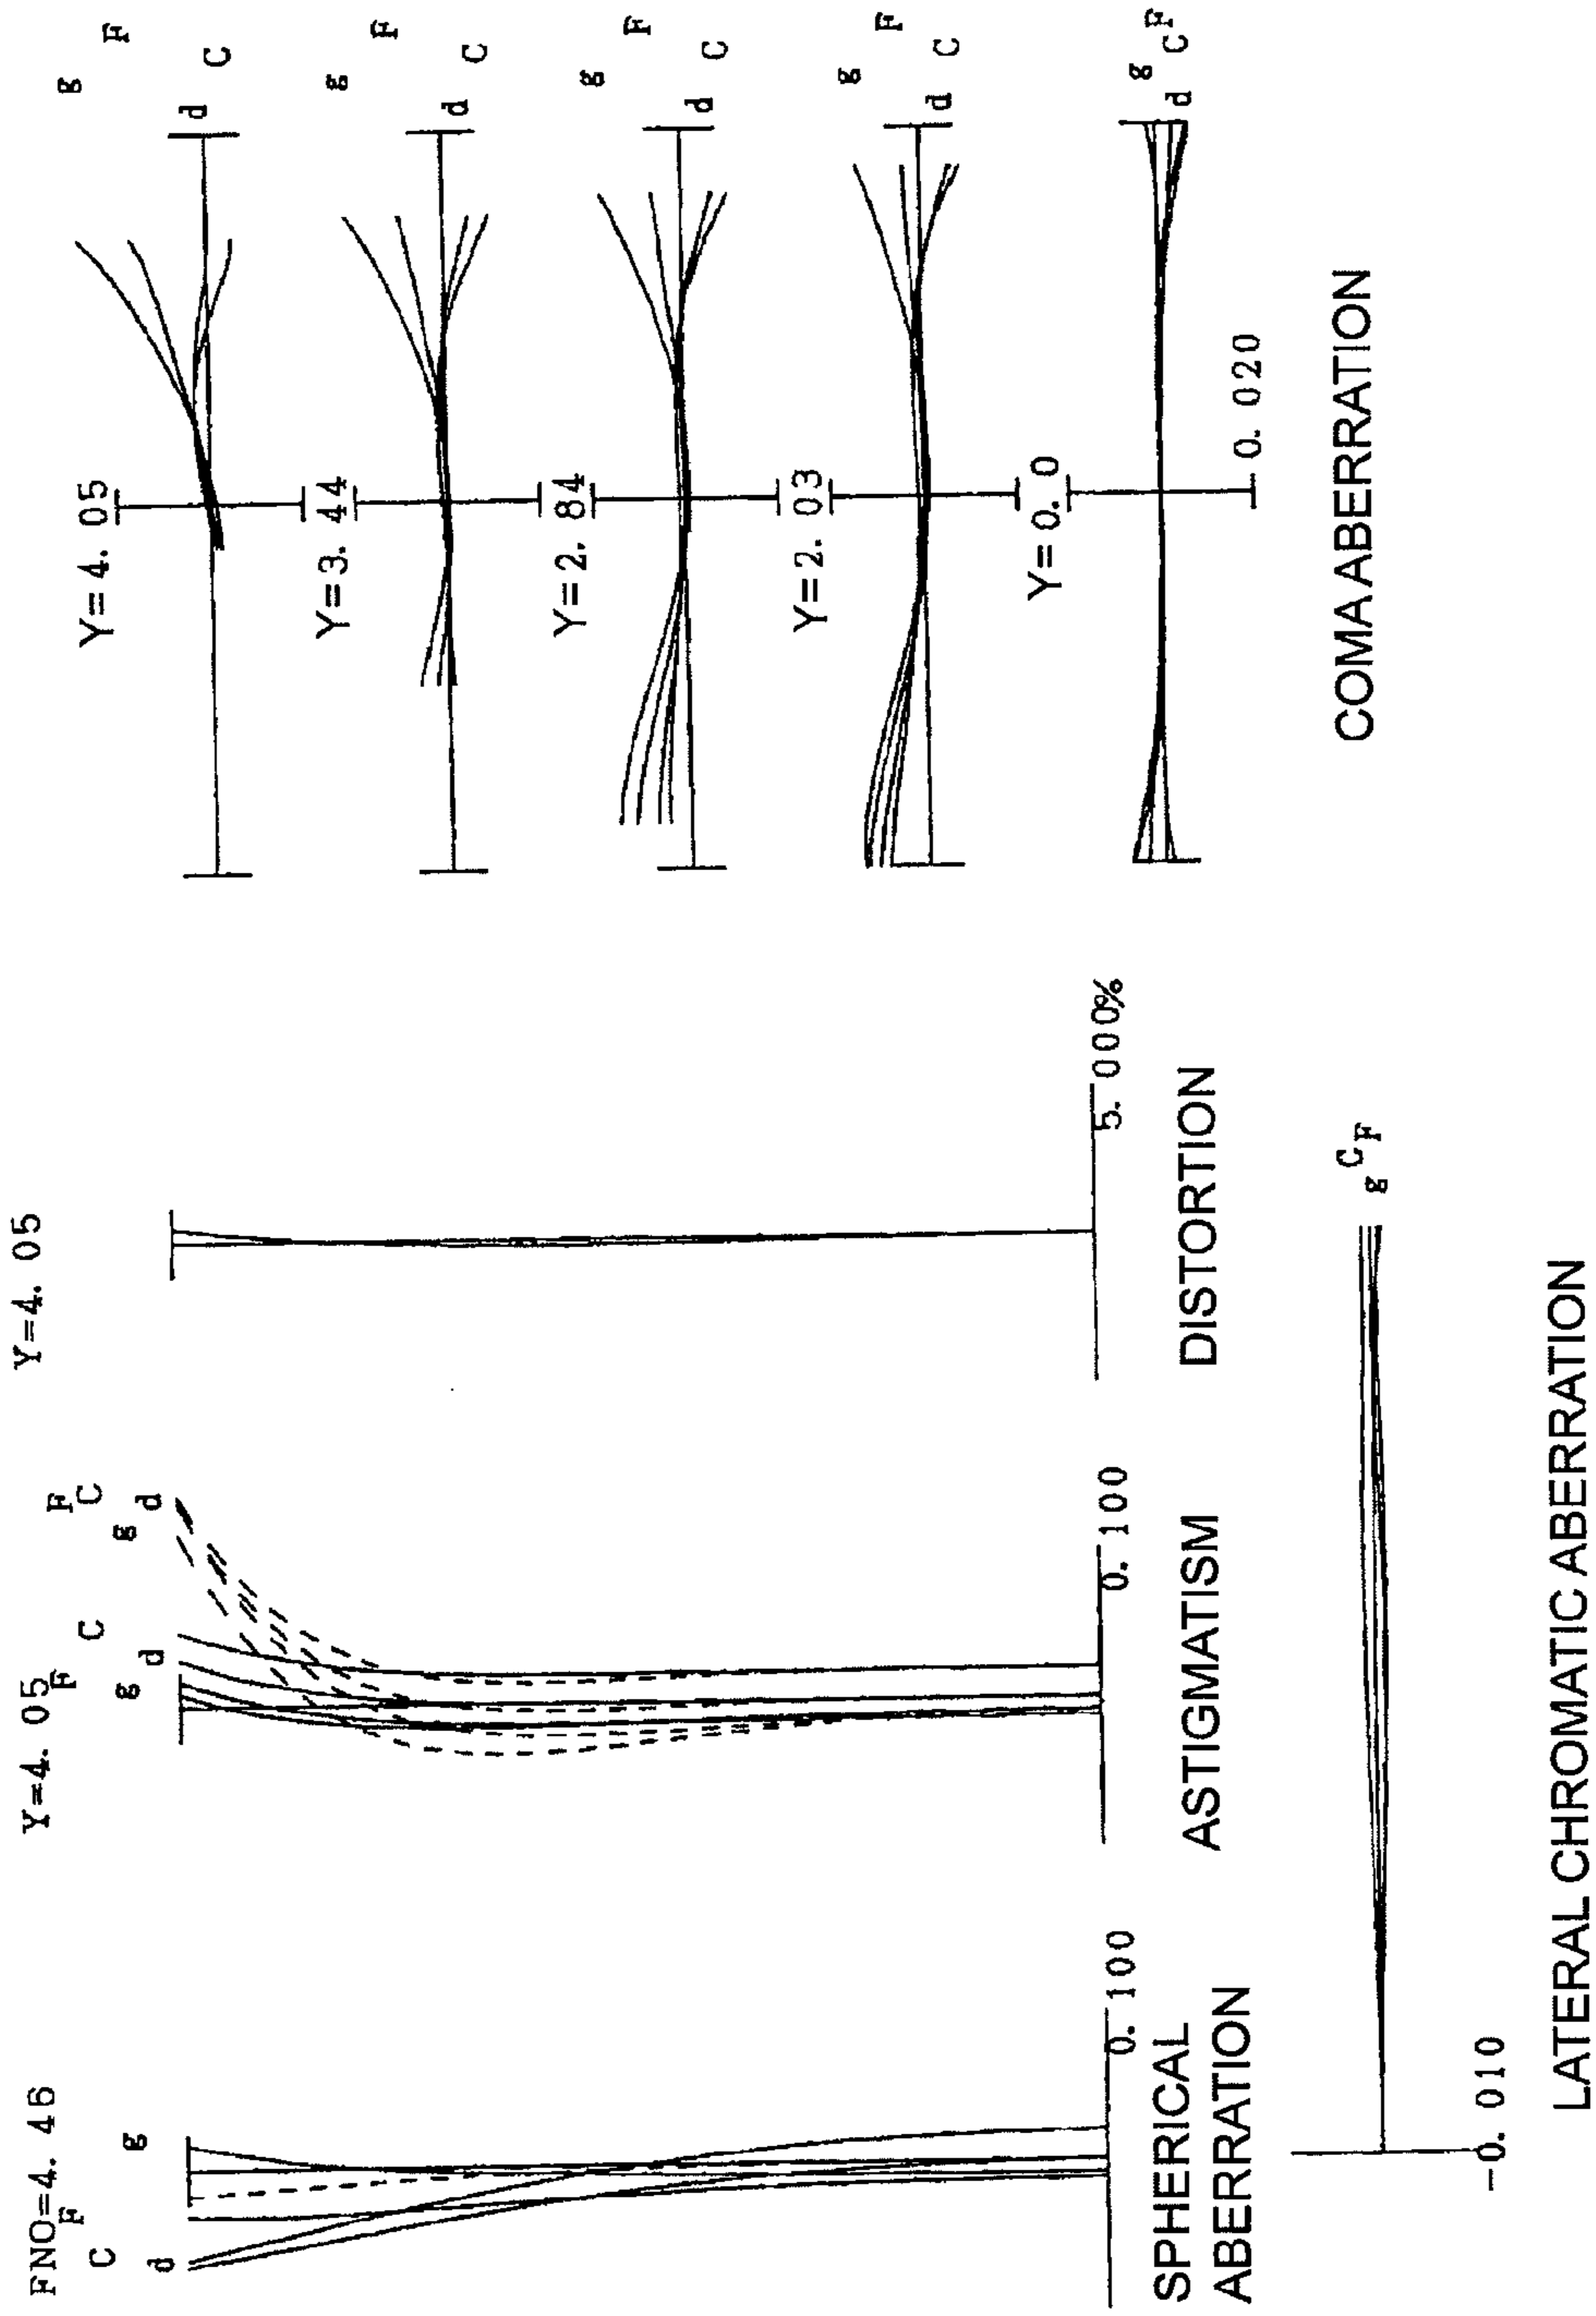 FNO=4. 46
F
C
g
d
0. 100
SPHERICAL
ABERRATION
Y=4. 05
F
C
g
d
F
C
g
d
0. 100
ASTIGMATISM
Y=4. 05
5. 000%
DISTORTION
Y=4. 05
g
F
d
C
Y=3. 44
g
F
d
C
Y=2. 84
g
F
d
C
Y=2. 03
g
F
d
C
Y=0. 0
g
F
d
C
0. 020
COMA ABERRATION
g
C
F
-0. 010
LATERAL CHROMATIC ABERRATION